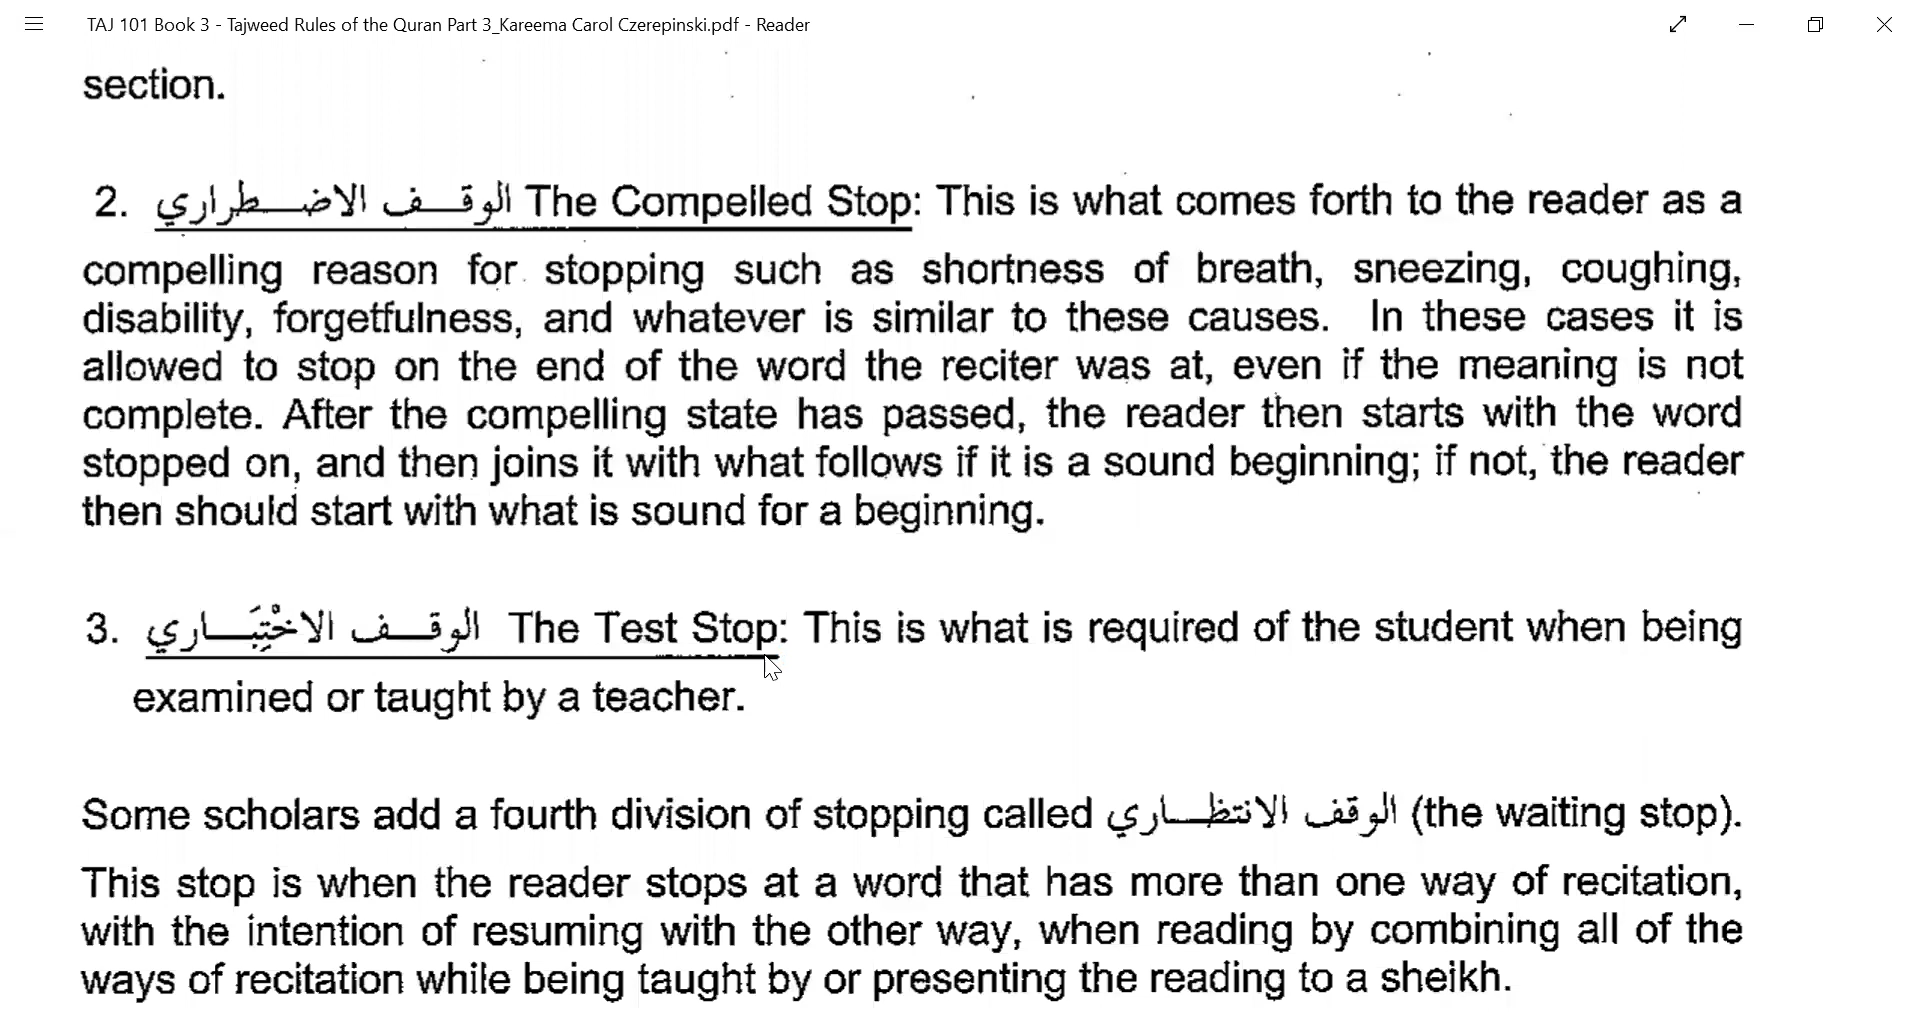 TAJ 101 Book 3 - Tajweed Rules of the Quran Part 3_Kareema Carol Czerepinski.pdf - Reader
section.
2. الوقف الاضطراري The Compelled Stop: This is what comes forth to the reader as a
compelling reason for stopping such as shortness of breath, sneezing, coughing,
disability, forgetfulness, and whatever is similar to these causes. In these cases it is
allowed to stop on the end of the word the reciter was at, even if the meaning is not
complete. After the compelling state has passed, the reader then starts with the word
stopped on, and then joins it with what follows if it is a sound beginning; if not, the reader
then should start with what is sound for a beginning.
3. الوقف الاخْتِبَاري The Test Stop: This is what is required of the student when being
examined or taught by a teacher.
Some scholars add a fourth division of stopping called الوقف الانتظاري (the waiting stop).
This stop is when the reader stops at a word that has more than one way of recitation,
with the intention of resuming with the other way, when reading by combining all of the
ways of recitation while being taught by or presenting the reading to a sheikh.